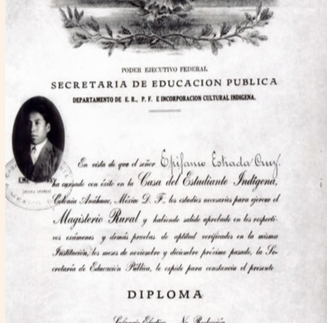 PODER EJECUTIVO FEDERAL
SECRETARIA DE EDUCACION PUBLICA
DEPARTAMENTO DE E. R., P. F. E INCORPORACION CULTURAL INDIGENA.
En vista de que el señor Epifanio Estrada Cruz
ha cursado con éxito en la Casa del Estudiante Indígena,
Colonia Anáhuac, México D. F. los estudios necesarios para ejercer el
Magisterio Rural y habiendo salido aprobado en los respecti-
vos exámenes y demás pruebas de aptitud verificados en la misma
Institución, los meses de noviembre y diciembre próximo pasado, la Se-
cretaría de Educación Pública, le expide para constancia el presente
DIPLOMA
Sufragio Efectivo. No Reelección.